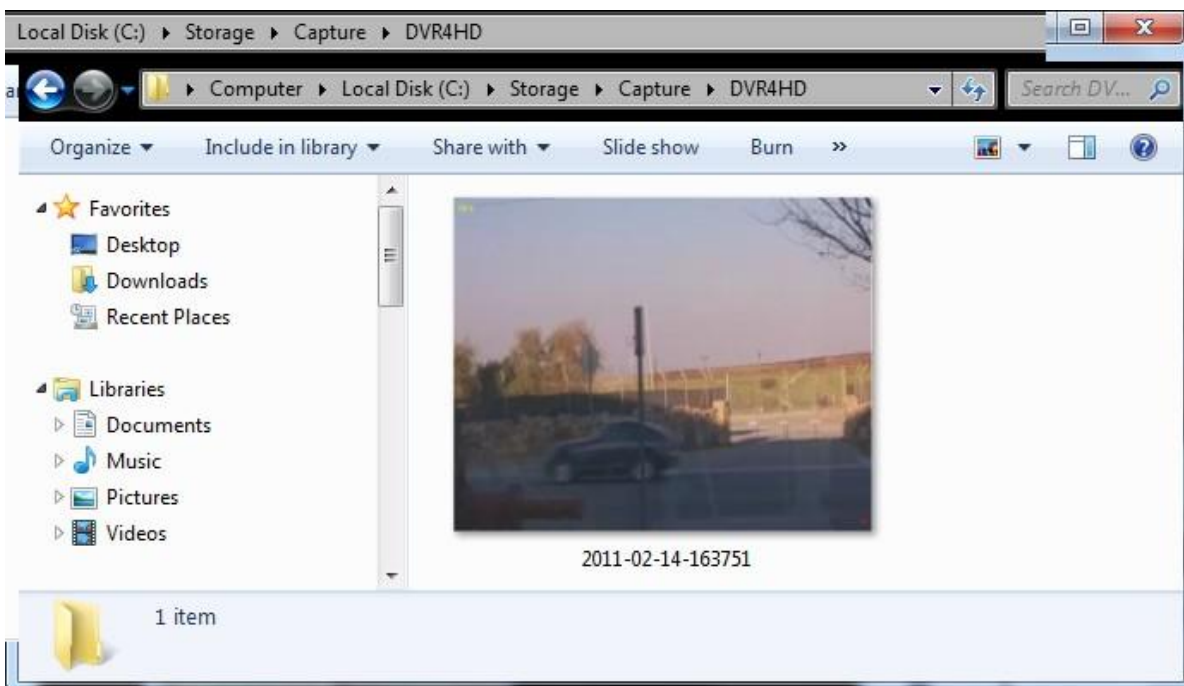 Local Disk (C:) ▸ Storage ▸ Capture ▸ DVR4HD
Computer ▸ Local Disk (C:) ▸ Storage ▸ Capture ▸ DVR4HD
Search DV...
Organize Include in library Share with Slide show Burn »
Favorites
Desktop
Downloads
Recent Places
Libraries
Documents
Music
Pictures
Videos
2011-02-14-163751
1 item